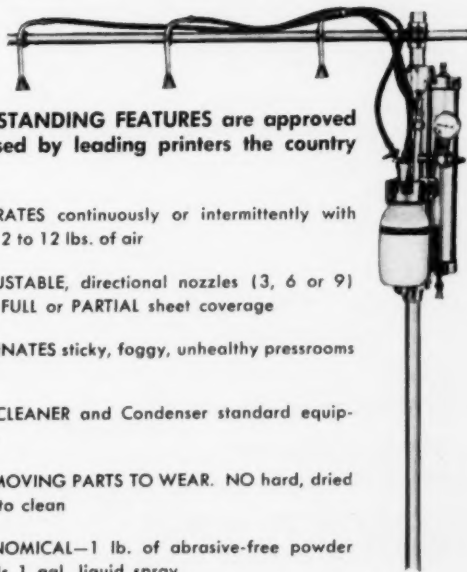 STANDING FEATURES are approved
sed by leading printers the country
RATES continuously or intermittently with
2 to 12 lbs. of air
USTABLE, directional nozzles (3, 6 or 9)
FULL or PARTIAL sheet coverage
NATES sticky, foggy, unhealthy pressrooms
CLEANER and Condenser standard equip-
MOVING PARTS TO WEAR. NO hard, dried
to clean
NOMICAL—1 lb. of abrasive-free powder
ls 1 gal. liquid spray